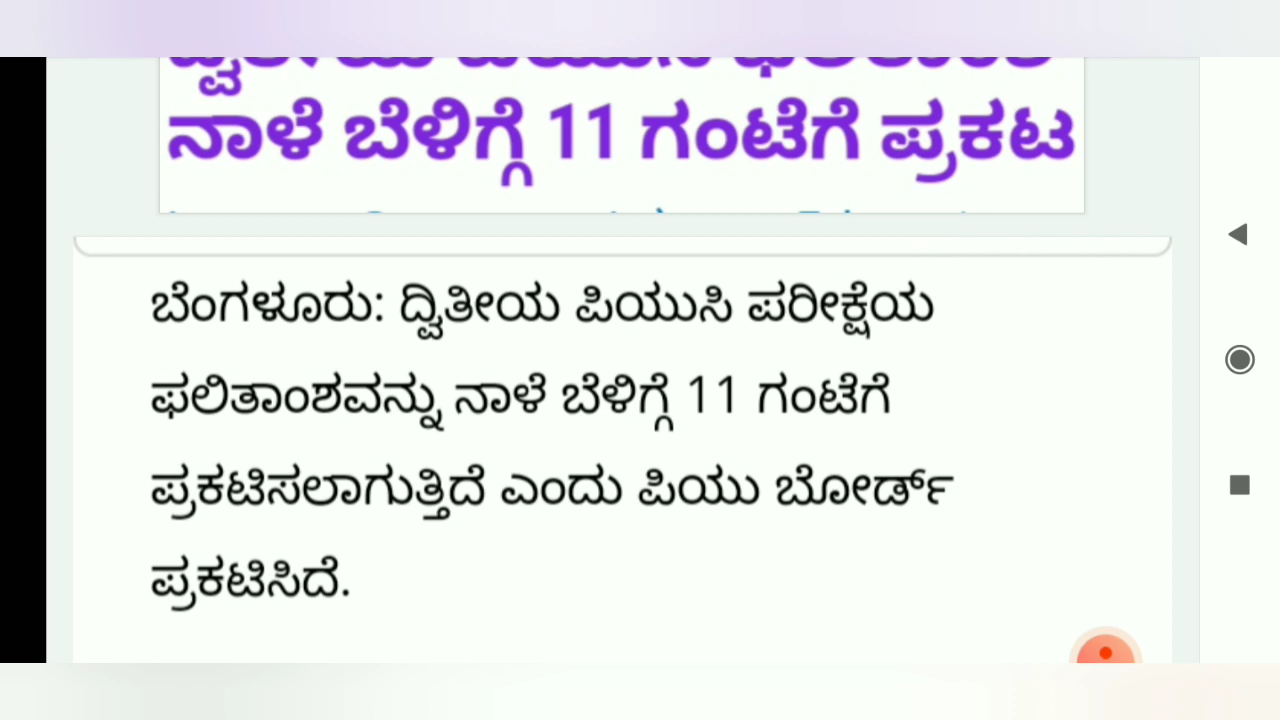 ನಾಳೆ ಬೆಳಿಗ್ಗೆ 11 ಗಂಟೆಗೆ ಪ್ರಕಟ
ಬೆಂಗಳೂರು: ದ್ವಿತೀಯ ಪಿಯುಸಿ ಪರೀಕ್ಷೆಯ
ಫಲಿತಾಂಶವನ್ನು ನಾಳೆ ಬೆಳಿಗ್ಗೆ 11 ಗಂಟೆಗೆ
ಪ್ರಕಟಿಸಲಾಗುತ್ತಿದೆ ಎಂದು ಪಿಯು ಬೋರ್ಡ್
ಪ್ರಕಟಿಸಿದೆ.